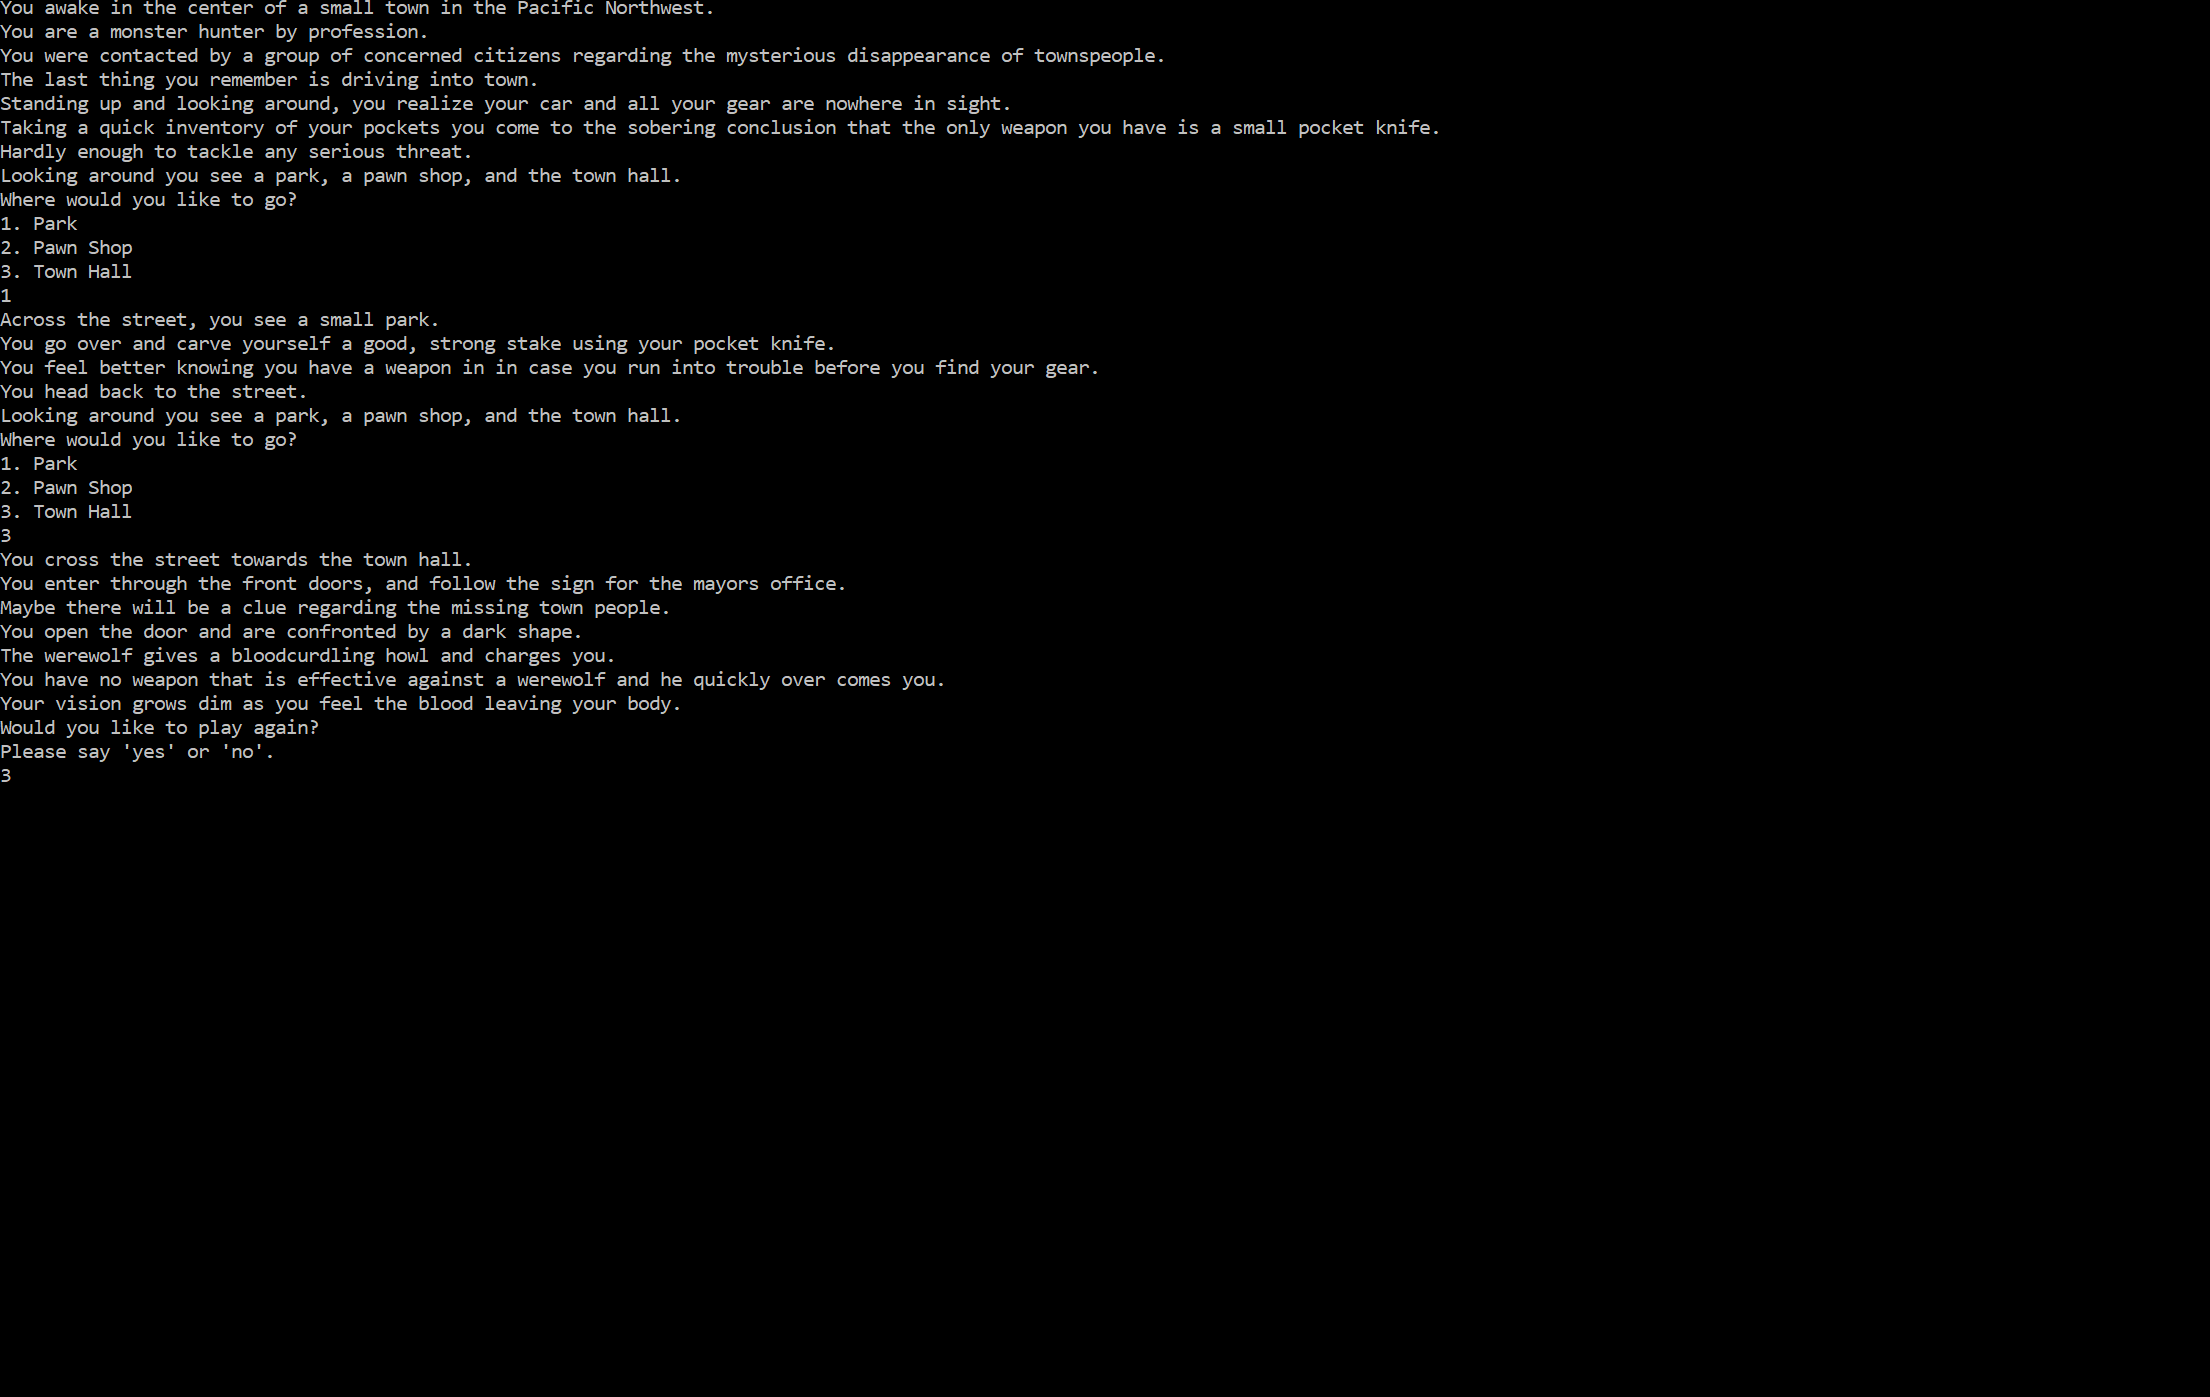 You awake in the center of a small town in the Pacific Northwest.
You are a monster hunter by profession.
You were contacted by a group of concerned citizens regarding the mysterious disappearance of townspeople.
The last thing you remember is driving into town.
Standing up and looking around, you realize your car and all your gear are nowhere in sight.
Taking a quick inventory of your pockets you come to the sobering conclusion that the only weapon you have is a small pocket knife.
Hardly enough to tackle any serious threat.
Looking around you see a park, a pawn shop, and the town hall.
Where would you like to go?
1. Park
2. Pawn Shop
3. Town Hall
1
Across the street, you see a small park.
You go over and carve yourself a good, strong stake using your pocket knife.
You feel better knowing you have a weapon in in case you run into trouble before you find your gear.
You head back to the street.
Looking around you see a park, a pawn shop, and the town hall.
Where would you like to go?
1. Park
2. Pawn Shop
3. Town Hall
3
You cross the street towards the town hall.
You enter through the front doors, and follow the sign for the mayors office.
Maybe there will be a clue regarding the missing town people.
You open the door and are confronted by a dark shape.
The werewolf gives a bloodcurdling howl and charges you.
You have no weapon that is effective against a werewolf and he quickly over comes you.
Your vision grows dim as you feel the blood leaving your body.
Would you like to play again?
Please say 'yes' or 'no'.
3